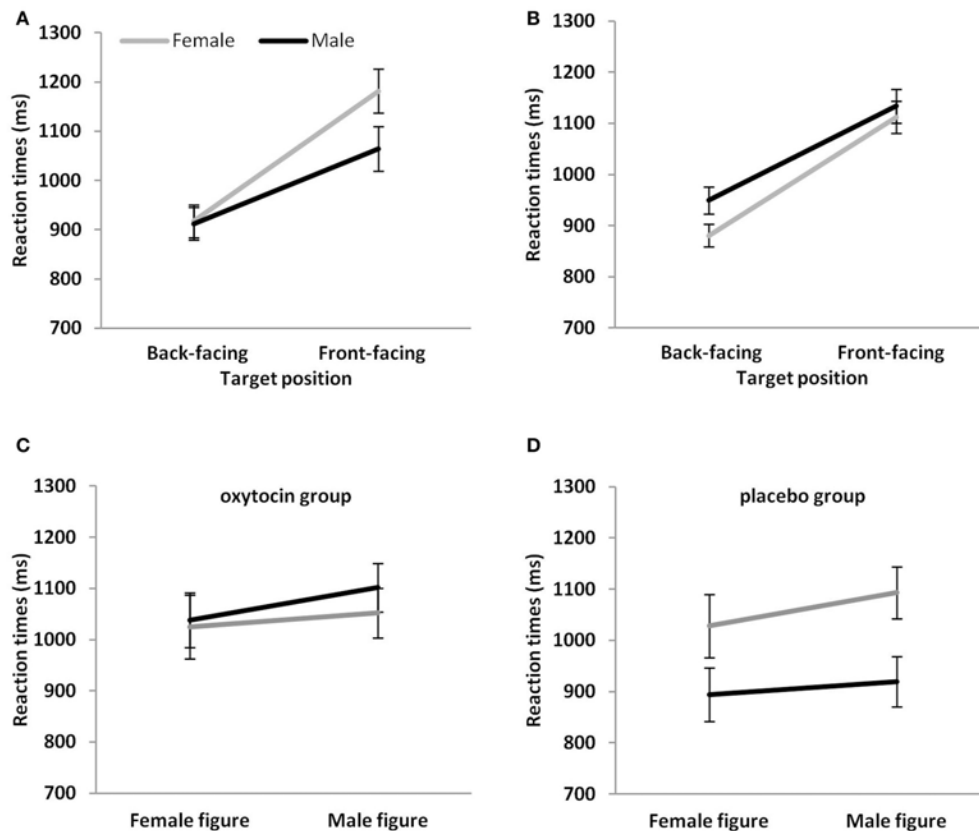 A
Reaction times (ms)
1300
1200
1100
1000
900
800
700
Female Male
Back-facing Front-facing
Target position
B
Reaction times (ms)
1300
1200
1100
1000
900
800
700
Back-facing Front-facing
Target position
C
Reaction times (ms)
1300
1200
1100
1000
900
800
700
oxytocin group
Female figure Male figure
D
Reaction times (ms)
1300
1200
1100
1000
900
800
700
placebo group
Female figure Male figure